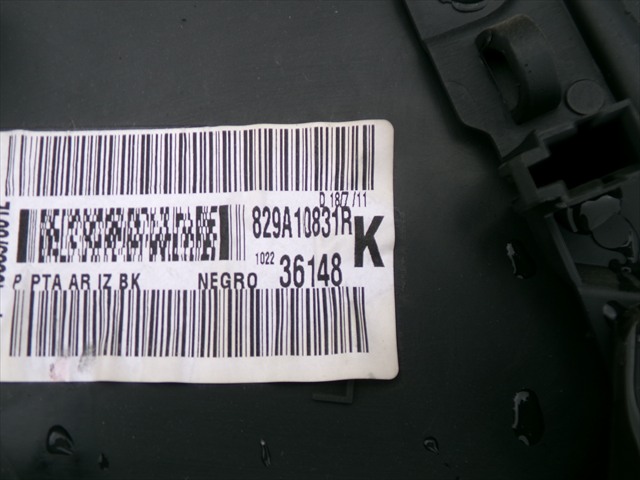 D 18/7/11
829A10831R
K
1022 36148
P PTA AR IZ BK NEGRO